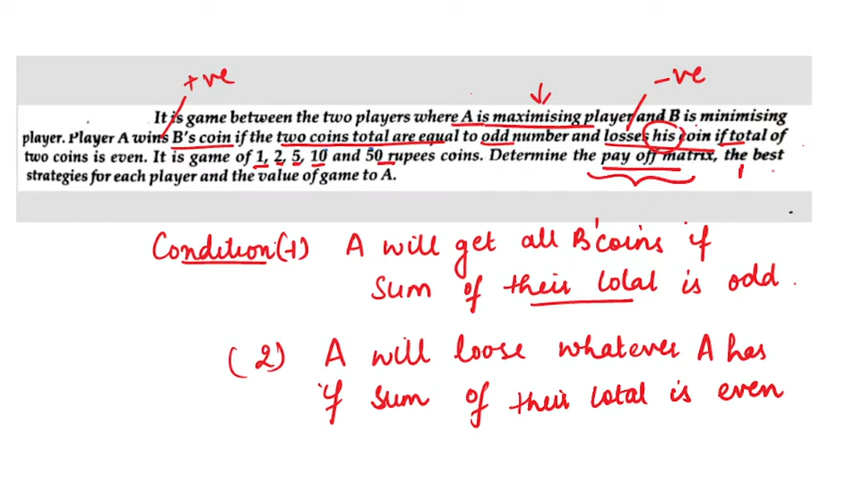 +ve
-ve
It is game between the two players where A is maximising player and B is minimising
player. Player A wins B's coin if the two coins total are equal to odd number and losses his coin if total of
two coins is even. It is game of 1, 2, 5, 10 and 50 rupees coins. Determine the pay off matrix, the best
strategies for each player and the value of game to A.
Condition (1) A will get all B'coins if
sum of their total is odd.
(2) A will loose whatever A has
if sum of their total is even